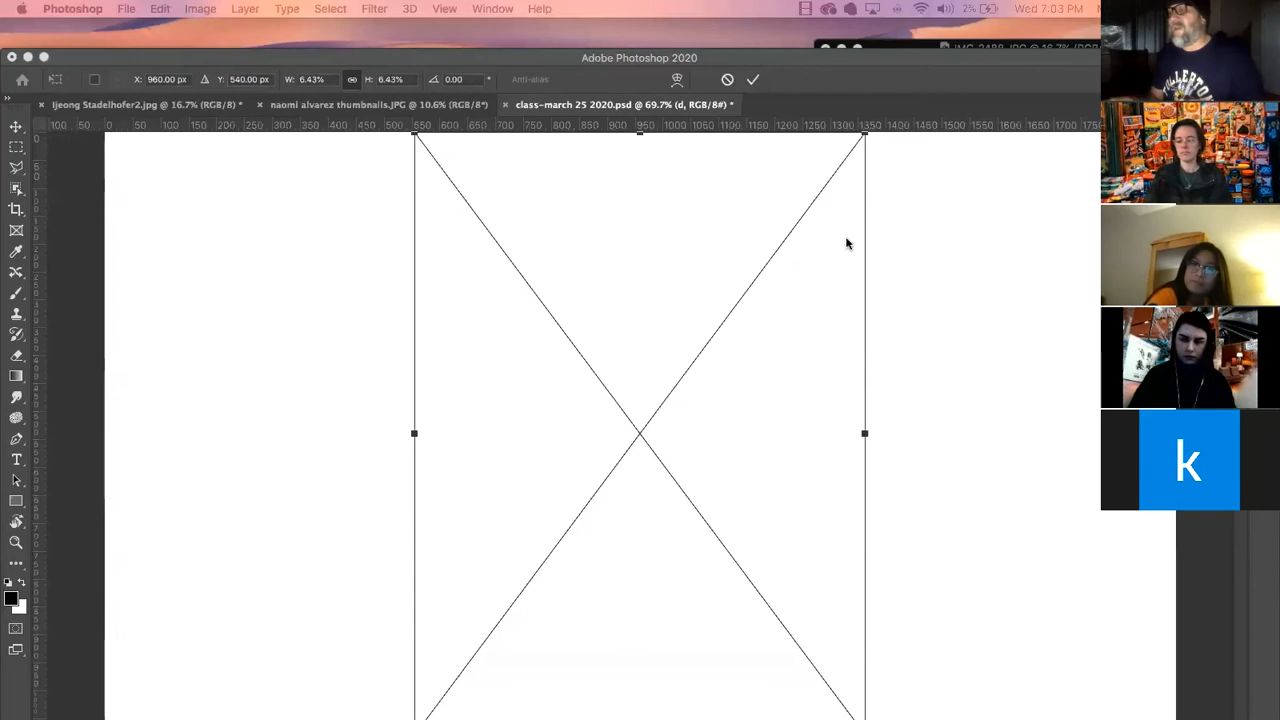 Photoshop File Edit Image Layer Type Select Filter 3D View Window Help 2% Wed 7:03 PM
Adobe Photoshop 2020
X: 960.00 px Y: 540.00 px W: 6.43% H: 6.43% 0.00 ° Anti-alias
Ijeong Stadelhofer2.jpg @ 16.7% (RGB/8) * naomi alvarez thumbnails.JPG @ 10.6% (RGB/8*) class-march 25 2020.psd @ 69.7% (d, RGB/8#) *
100 50 0 50 100 150 200 250 300 350 400 450 500 550 600 650 700 750 800 850 900 950 1000 1050 1100 1150 1200 1250 1300 1350 1400 1450 1500 1550 1600 1650 1700
FULLERTON
k